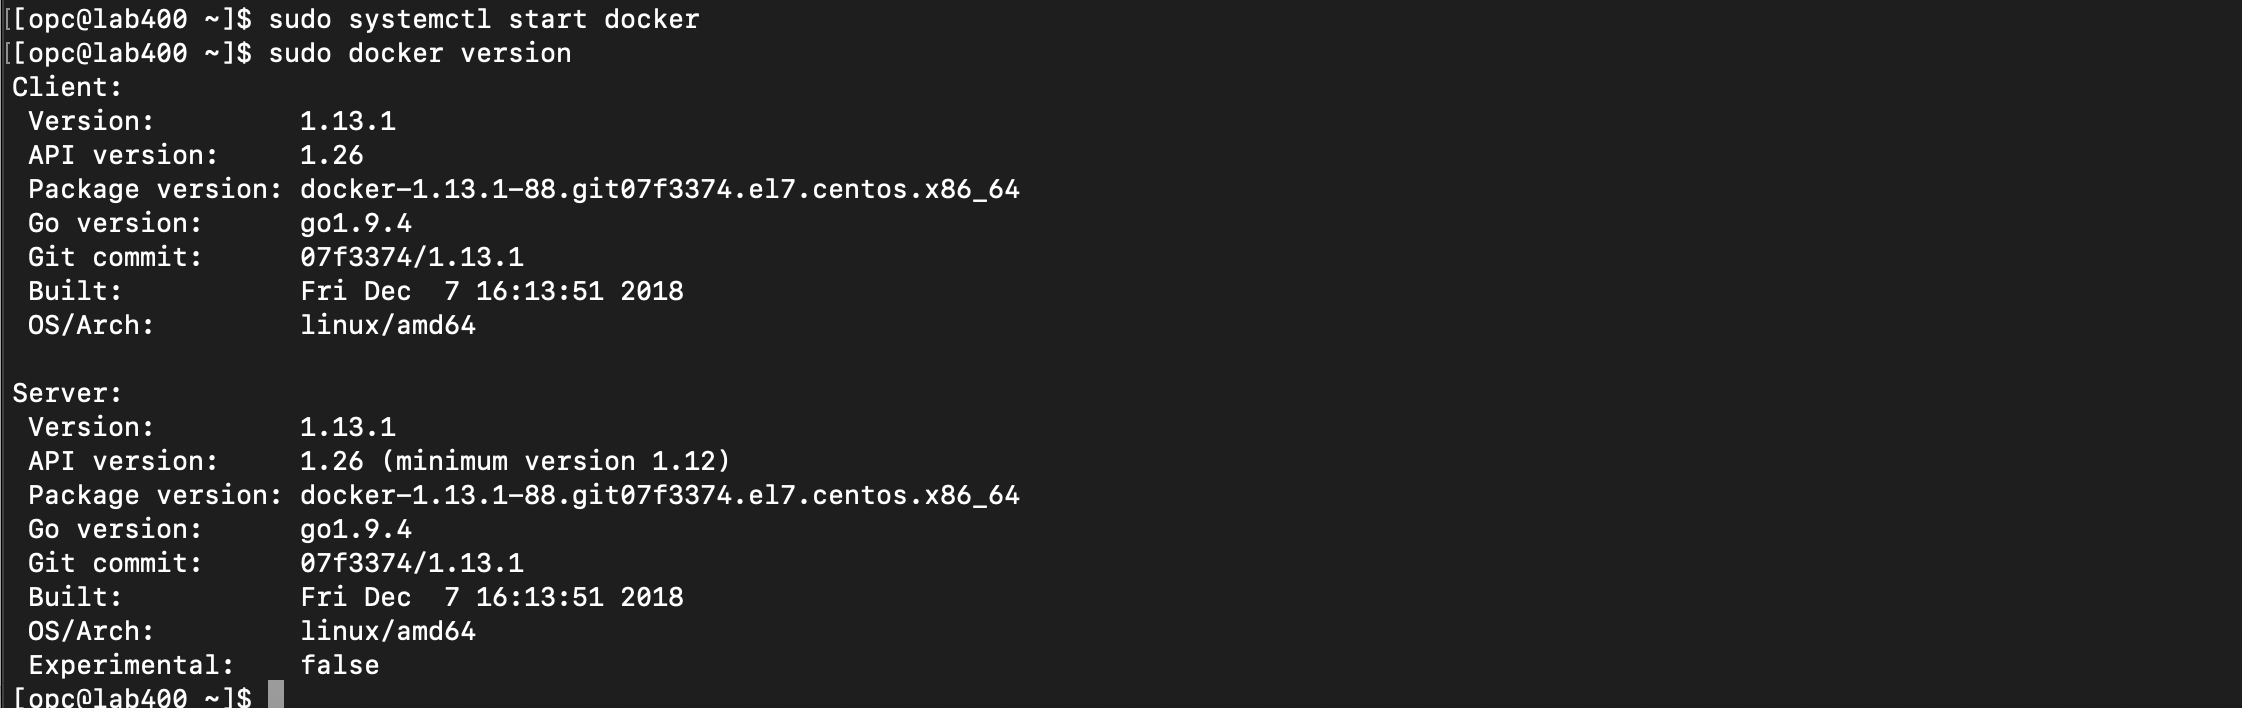 [[opc@lab400 ~]$ sudo systemctl start docker
[[opc@lab400 ~]$ sudo docker version
Client:
 Version:         1.13.1
 API version:     1.26
 Package version: docker-1.13.1-88.git07f3374.el7.centos.x86_64
 Go version:      go1.9.4
 Git commit:      07f3374/1.13.1
 Built:           Fri Dec  7 16:13:51 2018
 OS/Arch:         linux/amd64

Server:
 Version:         1.13.1
 API version:     1.26 (minimum version 1.12)
 Package version: docker-1.13.1-88.git07f3374.el7.centos.x86_64
 Go version:      go1.9.4
 Git commit:      07f3374/1.13.1
 Built:           Fri Dec  7 16:13:51 2018
 OS/Arch:         linux/amd64
 Experimental:    false
[opc@lab400 ~]$